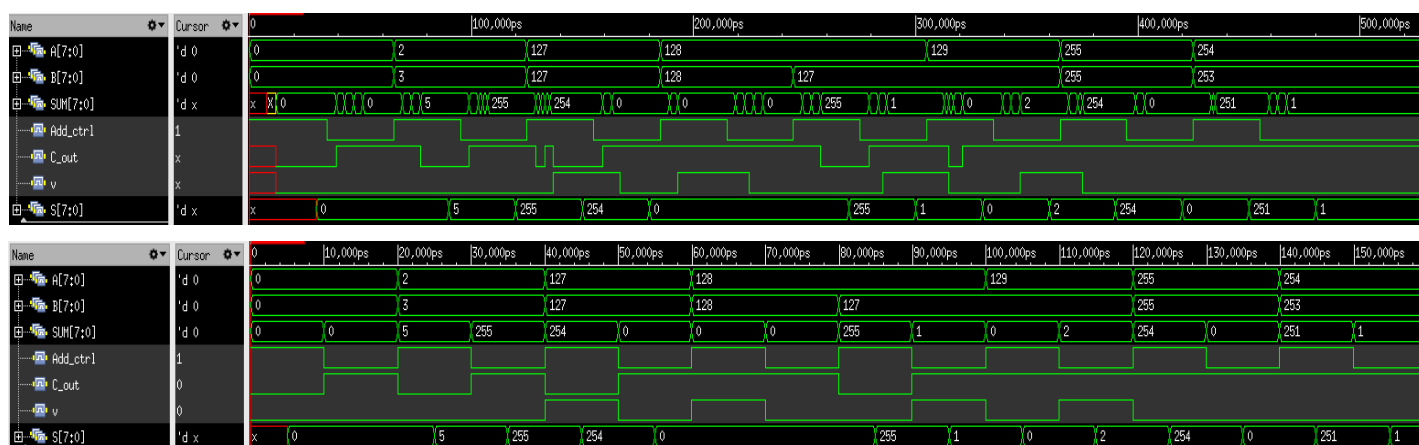 Name Cursor 0 100,000ps 200,000ps 300,000ps 400,000ps 500,000ps
A[7:0] 'd 0 0 2 127 128 129 255 254
B[7:0] 'd 0 0 3 127 128 127 255 253
SUM[7:0] 'd x x X 0 0 5 255 254 0 0 0 255 1 0 2 254 0 251 1
Add_ctrl 1
C_out x
v x
S[7:0] 'd x x 0 5 255 254 0 255 1 0 2 254 0 251 1
Name Cursor 0 10,000ps 20,000ps 30,000ps 40,000ps 50,000ps 60,000ps 70,000ps 80,000ps 90,000ps 100,000ps 110,000ps 120,000ps 130,000ps 140,000ps 150,000ps
A[7:0] 'd 0 0 2 127 128 129 255 254
B[7:0] 'd 0 0 3 127 128 127 255 253
SUM[7:0] 'd 0 0 0 5 255 254 0 0 0 255 1 0 2 254 0 251 1
Add_ctrl 1
C_out 0
v 0
S[7:0] 'd x x 0 5 255 254 0 255 1 0 2 254 0 251 1